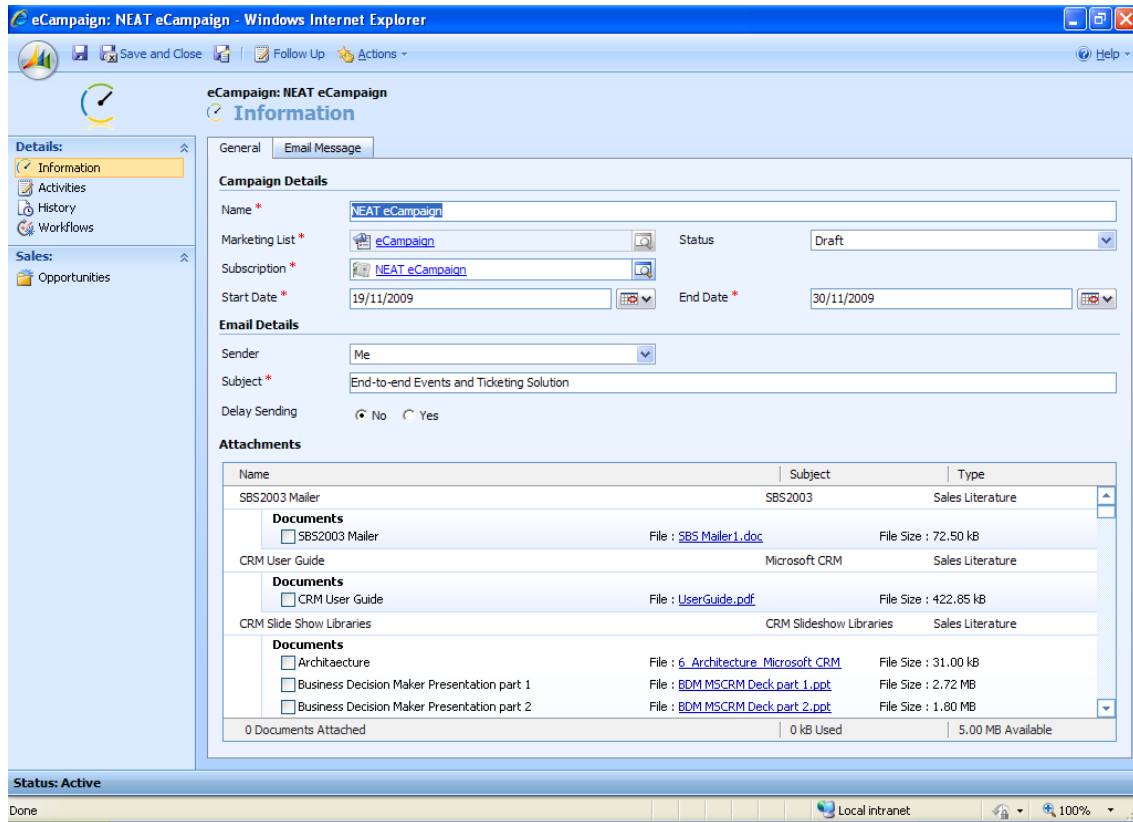 eCampaign: NEAT eCampaign - Windows Internet Explorer
Save and Close Follow Up Actions Help
eCampaign: NEAT eCampaign
Information
Details:
Information
Activities
History
Workflows
Sales:
Opportunities
General Email Message
Campaign Details
Name * NEAT eCampaign
Marketing List * eCampaign Status Draft
Subscription * NEAT eCampaign
Start Date * 19/11/2009 End Date * 30/11/2009
Email Details
Sender Me
Subject * End-to-end Events and Ticketing Solution
Delay Sending No Yes
Attachments
Name Subject Type
SBS2003 Mailer SBS2003 Sales Literature
Documents
SBS2003 Mailer File : SBS Mailer1.doc File Size : 72.50 kB
CRM User Guide Microsoft CRM Sales Literature
Documents
CRM User Guide File : UserGuide.pdf File Size : 422.85 kB
CRM Slide Show Libraries CRM Slideshow Libraries Sales Literature
Documents
Architaecture File : 6_Architecture_Microsoft CRM File Size : 31.00 kB
Business Decision Maker Presentation part 1 File : BDM MSCRM Deck part 1.ppt File Size : 2.72 MB
Business Decision Maker Presentation part 2 File : BDM MSCRM Deck part 2.ppt File Size : 1.80 MB
0 Documents Attached 0 kB Used 5.00 MB Available
Status: Active
Done Local intranet 100%